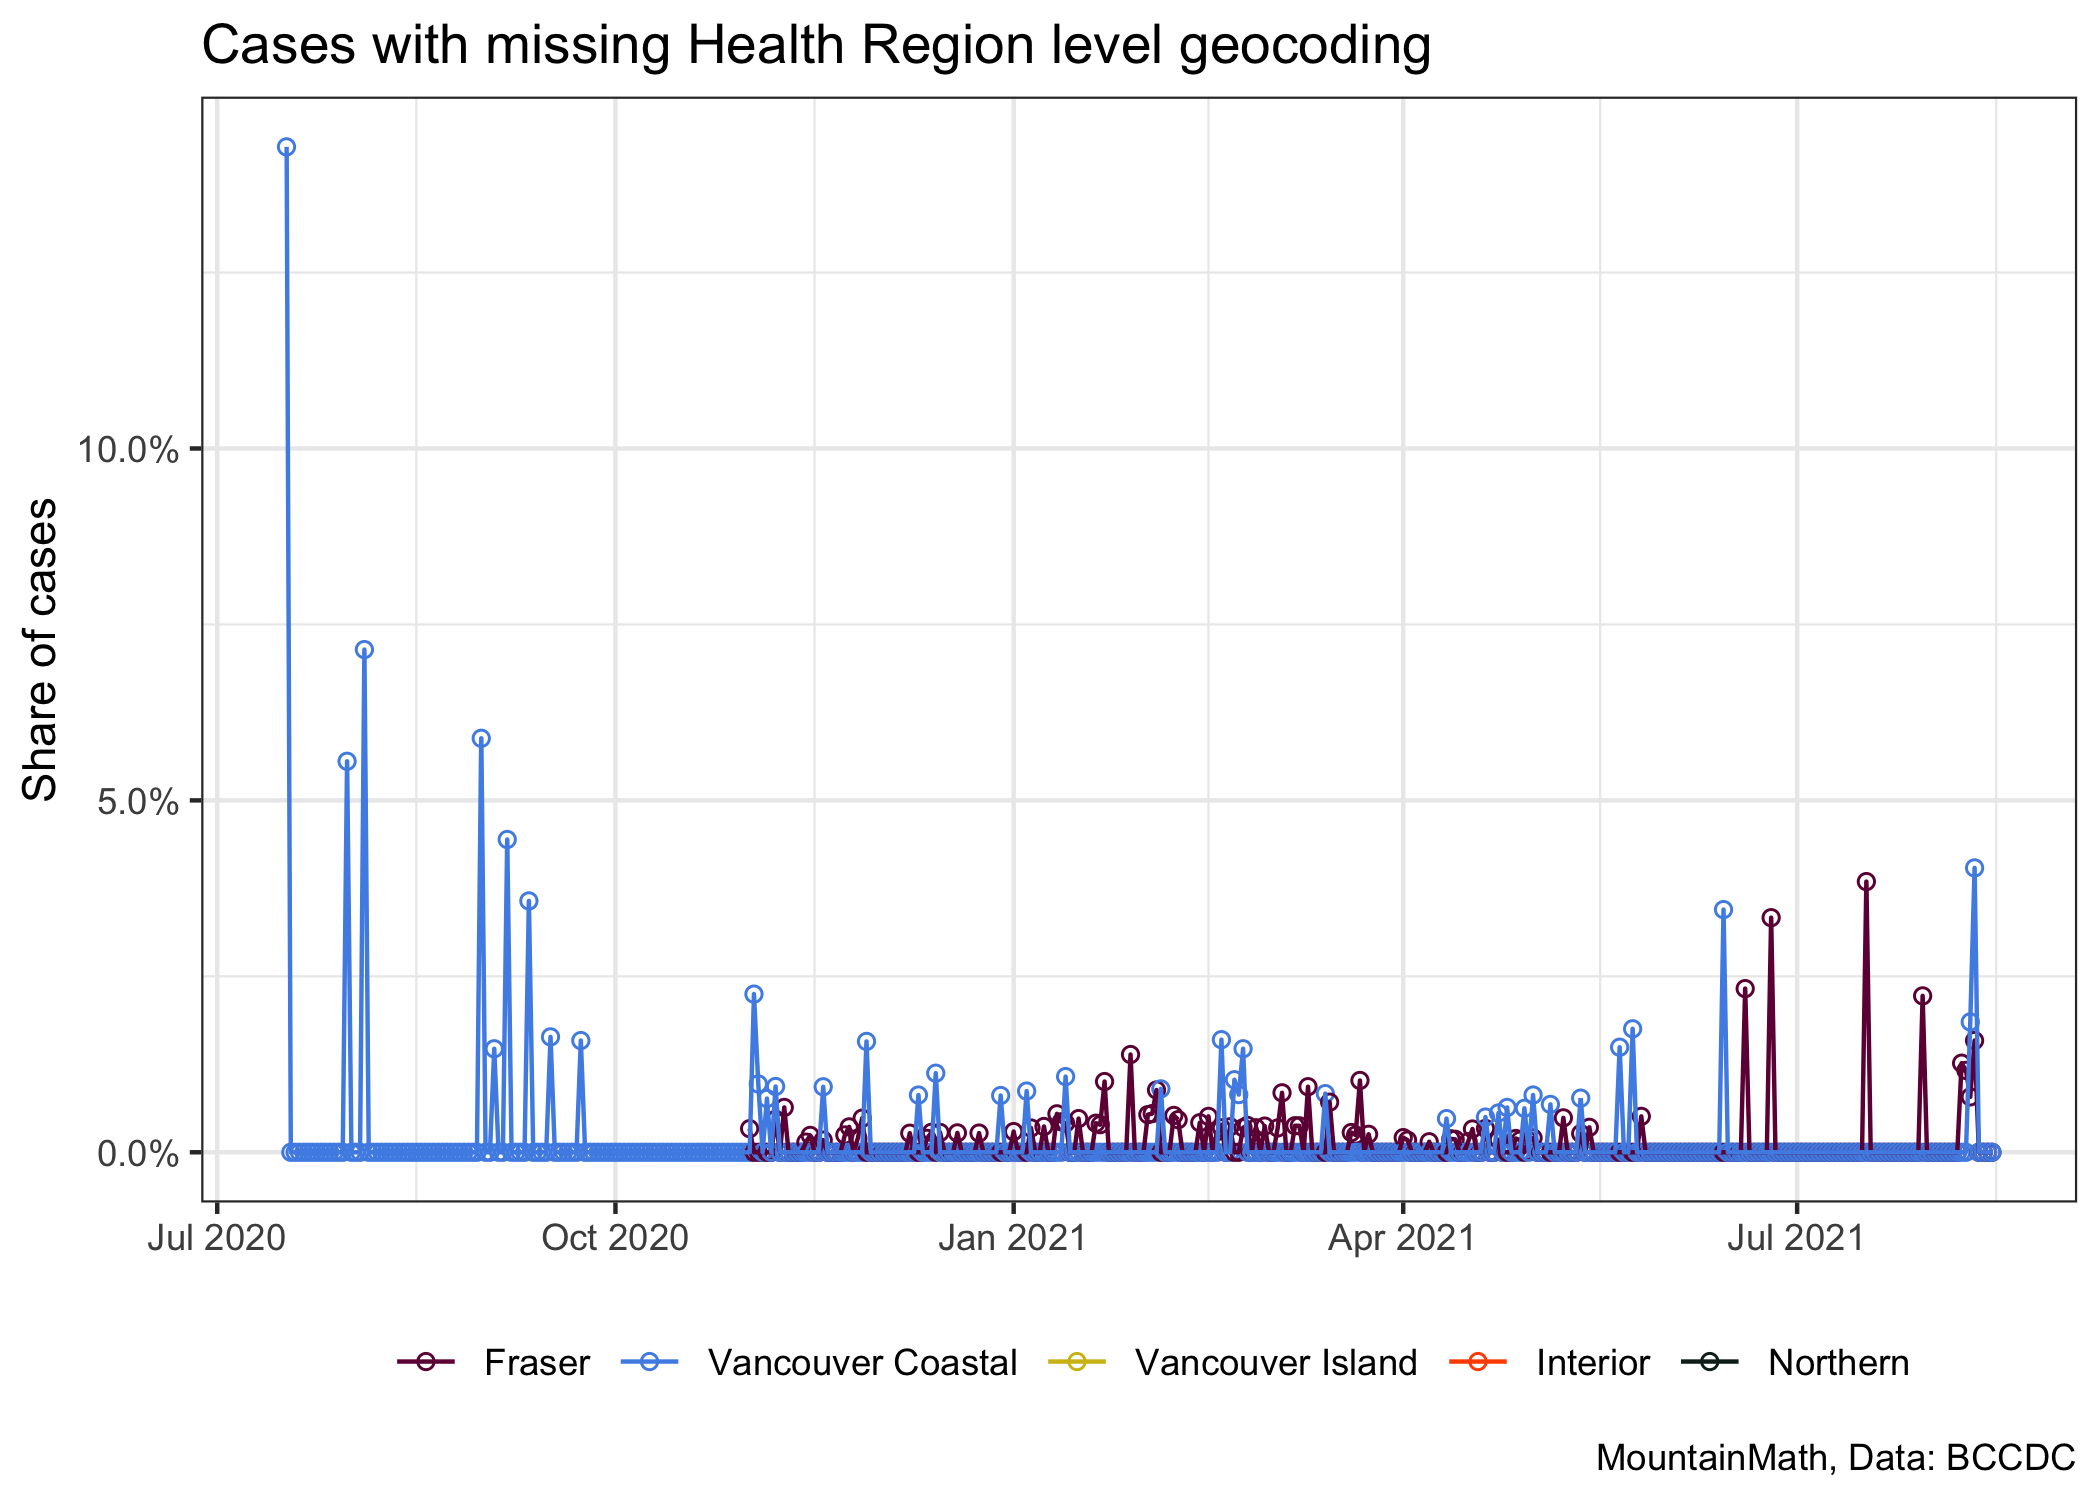 Cases with missing Health Region level geocoding
Share of cases
10.0%
5.0%
0.0%
Jul 2020
Oct 2020
Jan 2021
Apr 2021
Jul 2021
Fraser
Vancouver Coastal
Vancouver Island
Interior
Northern
MountainMath, Data: BCCDC